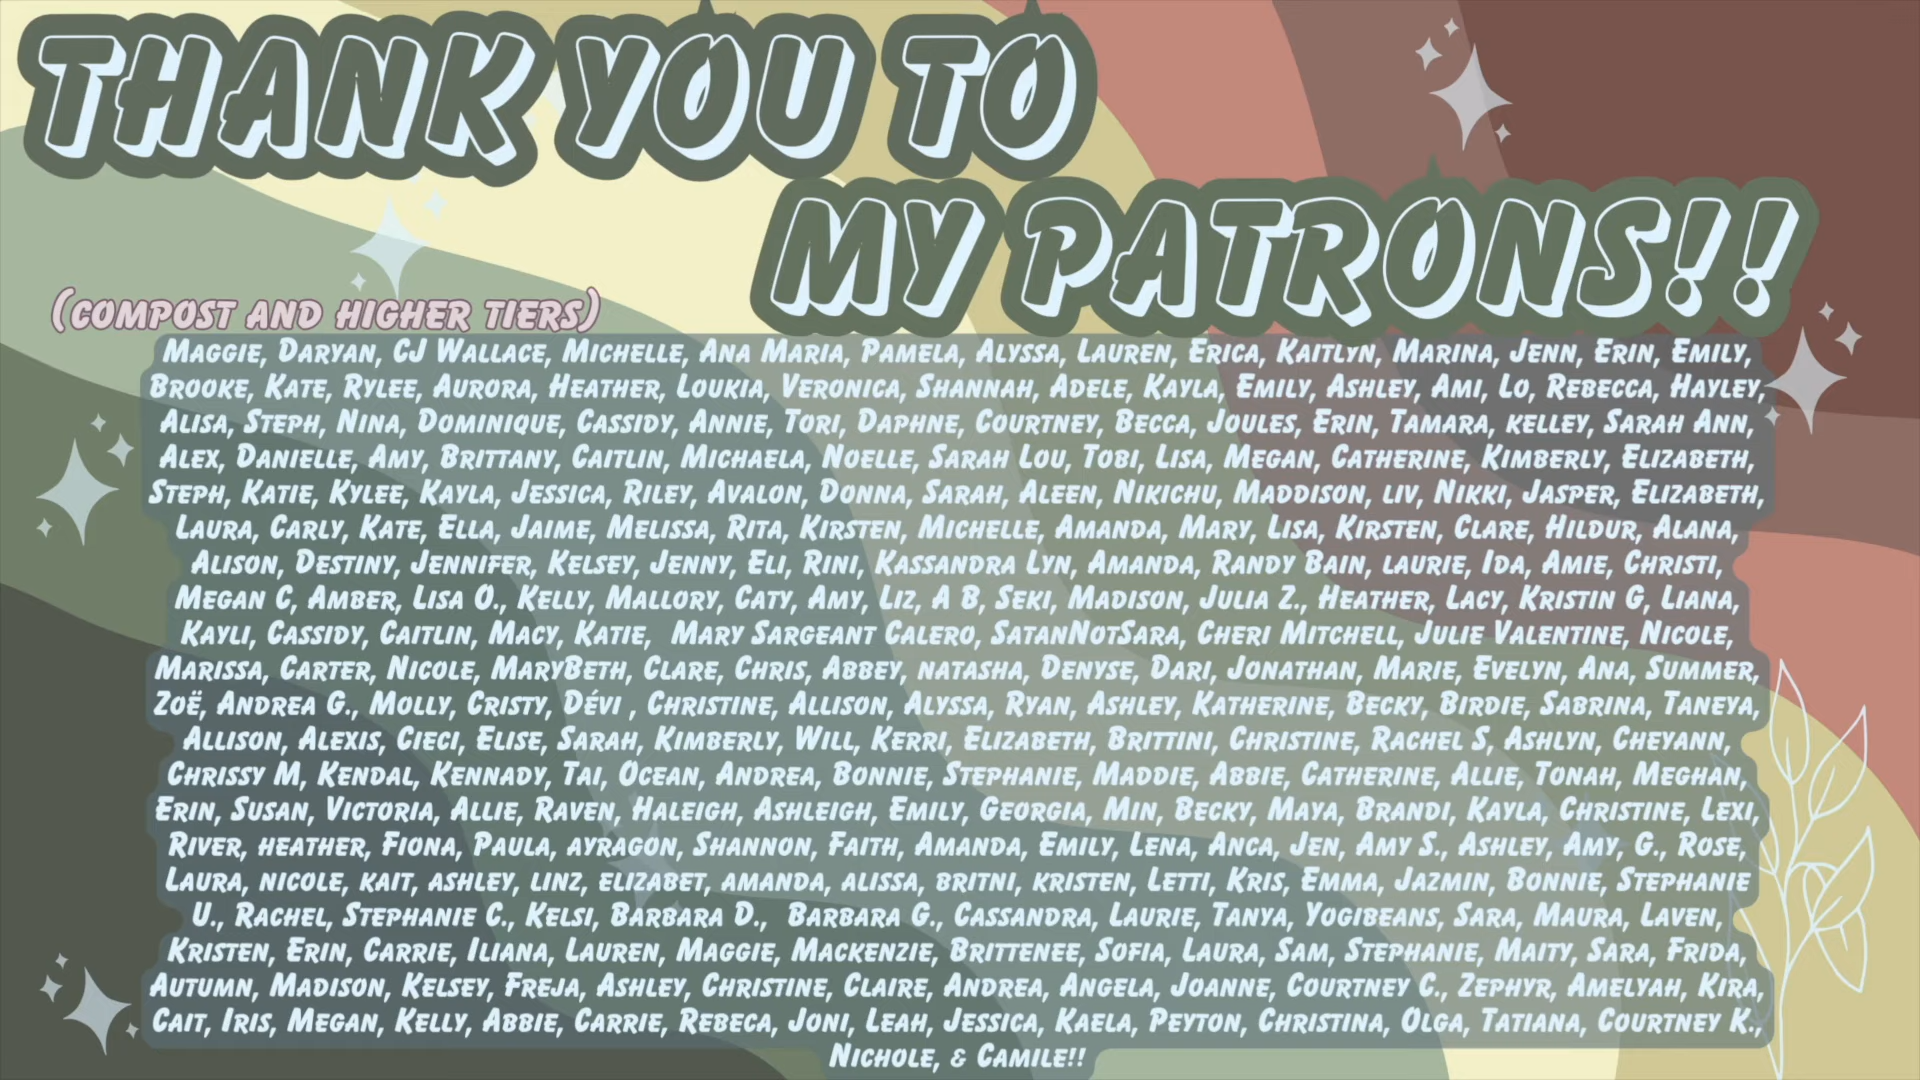 THANK YOU TO
MY PATRONS!!
(COMPOST AND HIGHER TIERS)
Maggie, Daryan, CJ Wallace, Michelle, Ana Maria, Pamela, Alyssa, Lauren, Erica, Kaitlyn, Marina, Jenn, Erin, Emily,
Brooke, Kate, Rylee, Aurora, Heather, Loukia, Veronica, Shannah, Adele, Kayla, Emily, Ashley, Ami, Lo, Rebecca, Hayley,
Alisa, Steph, Nina, Dominique, Cassidy, Annie, Tori, Daphne, Courtney, Becca, Joules, Erin, Tamara, kelley, Sarah Ann,
Alex, Danielle, Amy, Brittany, Caitlin, Michaela, Noelle, Sarah Lou, Tobi, Lisa, Megan, Catherine, Kimberly, Elizabeth,
Steph, Katie, Kylee, Kayla, Jessica, Riley, Avalon, Donna, Sarah, Aleen, Nikichu, Maddison, liv, Nikki, Jasper, Elizabeth,
Laura, Carly, Kate, Ella, Jaime, Melissa, Rita, Kirsten, Michelle, Amanda, Mary, Lisa, Kirsten, Clare, Hildur, Alana,
Alison, Destiny, Jennifer, Kelsey, Jenny, Eli, Rini, Kassandra Lyn, Amanda, Randy Bain, laurie, Ida, Amie, Christi,
Megan C, Amber, Lisa O., Kelly, Mallory, Caty, Amy, Liz, A B, Seki, Madison, Julia Z., Heather, Lacy, Kristin G, Liana,
Kayli, Cassidy, Caitlin, Macy, Katie, Mary Sargeant Calero, SatanNotSara, Cheri Mitchell, Julie Valentine, Nicole,
Marissa, Carter, Nicole, MaryBeth, Clare, Chris, Abbey, natasha, Denyse, Dari, Jonathan, Marie, Evelyn, Ana, Summer,
Zoë, Andrea G., Molly, Cristy, Dévi , Christine, Allison, Alyssa, Ryan, Ashley, Katherine, Becky, Birdie, Sabrina, Taneya,
Allison, Alexis, Cieci, Elise, Sarah, Kimberly, Will, Kerri, Elizabeth, Brittini, Christine, Rachel S, Ashlyn, Cheyann,
Chrissy M, Kendal, Kennady, Tai, Ocean, Andrea, Bonnie, Stephanie, Maddie, Abbie, Catherine, Allie, Tonah, Meghan,
Erin, Susan, Victoria, Allie, Raven, Haleigh, Ashleigh, Emily, Georgia, Min, Becky, Maya, Brandi, Kayla, Christine, Lexi,
River, heather, Fiona, Paula, ayragon, Shannon, Faith, Amanda, Emily, Lena, Anca, Jen, Amy S., Ashley, Amy, G., Rose,
Laura, nicole, kait, ashley, linz, elizabet, amanda, alissa, britni, kristen, Letti, Kris, Emma, Jazmin, Bonnie, Stephanie
U., Rachel, Stephanie C., Kelsi, Barbara D., Barbara G., Cassandra, Laurie, Tanya, Yogibeans, Sara, Maura, Laven,
Kristen, Erin, Carrie, Iliana, Lauren, Maggie, Mackenzie, Brittenee, Sofia, Laura, Sam, Stephanie, Maity, Sara, Frida,
Autumn, Madison, Kelsey, Freja, Ashley, Christine, Claire, Andrea, Angela, Joanne, Courtney C., Zephyr, Amelyah, Kira,
Cait, Iris, Megan, Kelly, Abbie, Carrie, Rebeca, Joni, Leah, Jessica, Kaela, Peyton, Christina, Olga, Tatiana, Courtney K.,
Nichole, & Camile!!